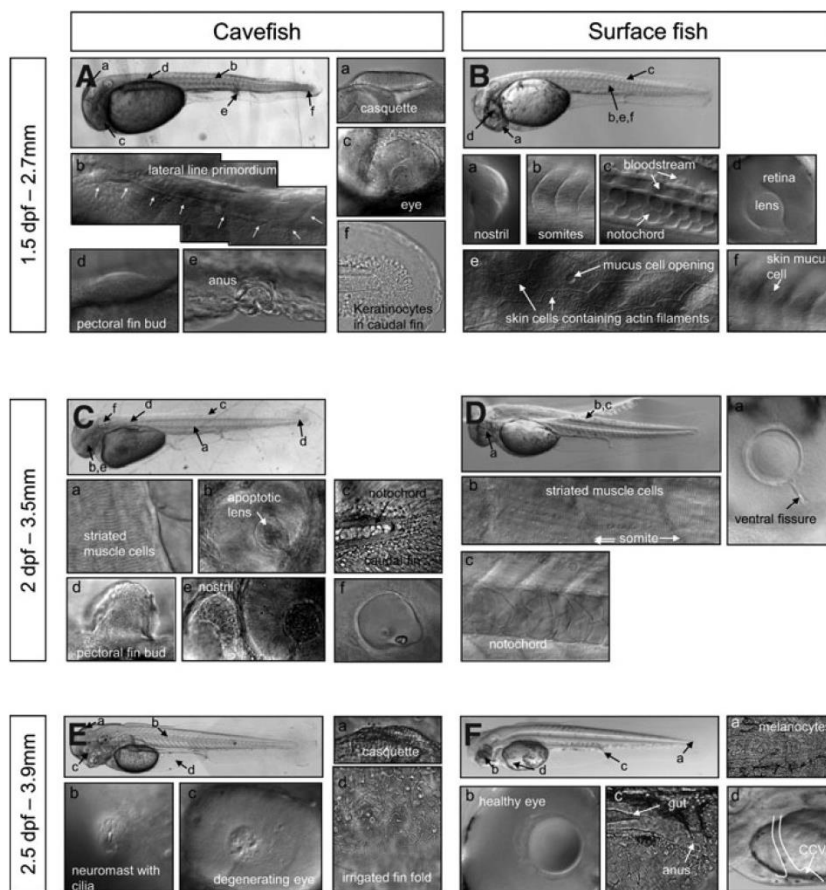 Cavefish
Surface fish
1.5 dpf – 2.7mm
A
a
d
b
c
e
f
a
casquette
b
lateral line primordium
c
eye
d
pectoral fin bud
e
anus
f
Keratinocytes
in caudal fin
B
c
d
a
b,e,f
a
nostril
b
somites
c
bloodstream
notochord
d
retina
lens
e
mucus cell opening
skin cells containing actin filaments
f
skin mucus
cell
2 dpf – 3.5mm
C
f
d
c
b,e
a
d
a
striated
muscle cells
b
apoptotic
lens
c
notochord
caudal fin
d
pectoral fin bud
e
nostril
f
D
b,c
a
a
ventral fissure
b
striated muscle cells
somite
c
notochord
2.5 dpf – 3.9mm
E
a
b
c
d
a
casquette
b
neuromast with
cilia
c
degenerating eye
d
irrigated fin fold
F
b
d
c
a
a
melanocytes
b
healthy eye
c
gut
anus
d
CCV